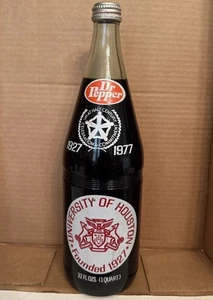 Dr
Pepper
1927 1977
UNIVERSITY OF HOUSTON
Founded 1927
32 FL OZS (1 QUART)